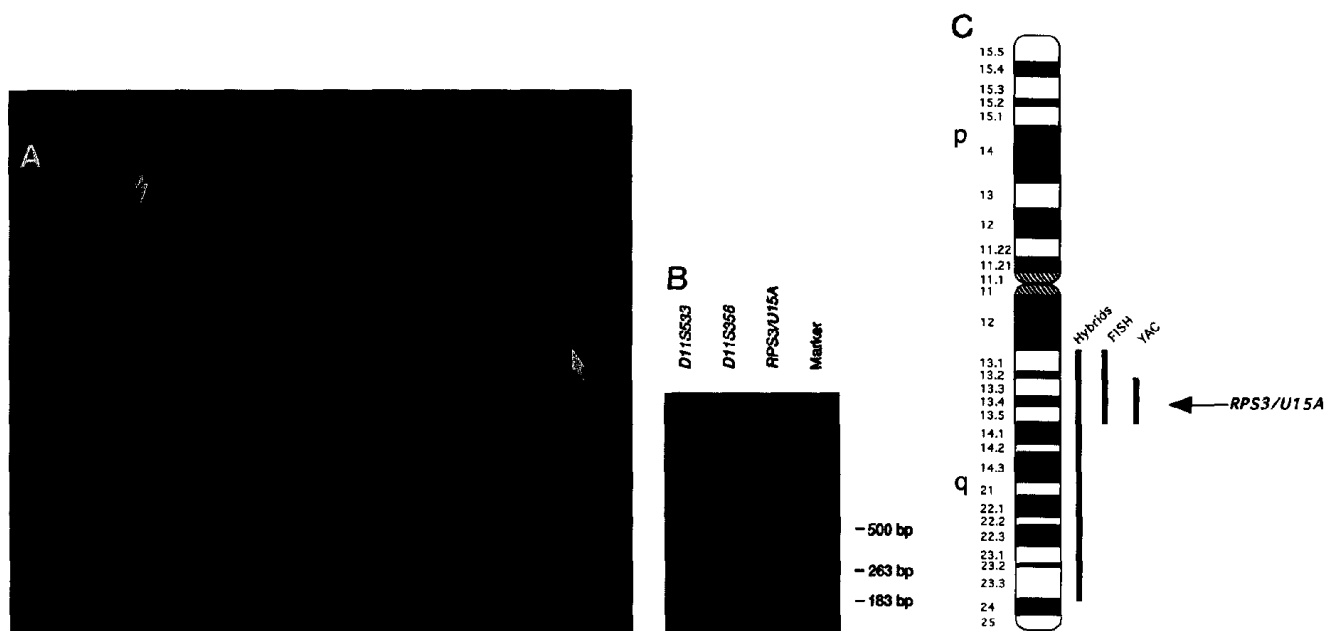 A
B
D11S533
D11S356
RPS3/U15A
Marker
– 500 bp
– 263 bp
– 183 bp
C
15.5
15.4
15.3
15.2
15.1
p
14
13
12
11.22
11.21
11.1
11
12
Hybrids
FISH
YAC
13.1
13.2
13.3
13.4
RPS3/U15A
13.5
14.1
14.2
14.3
q
21
22.1
22.2
22.3
23.1
23.2
23.3
24
25